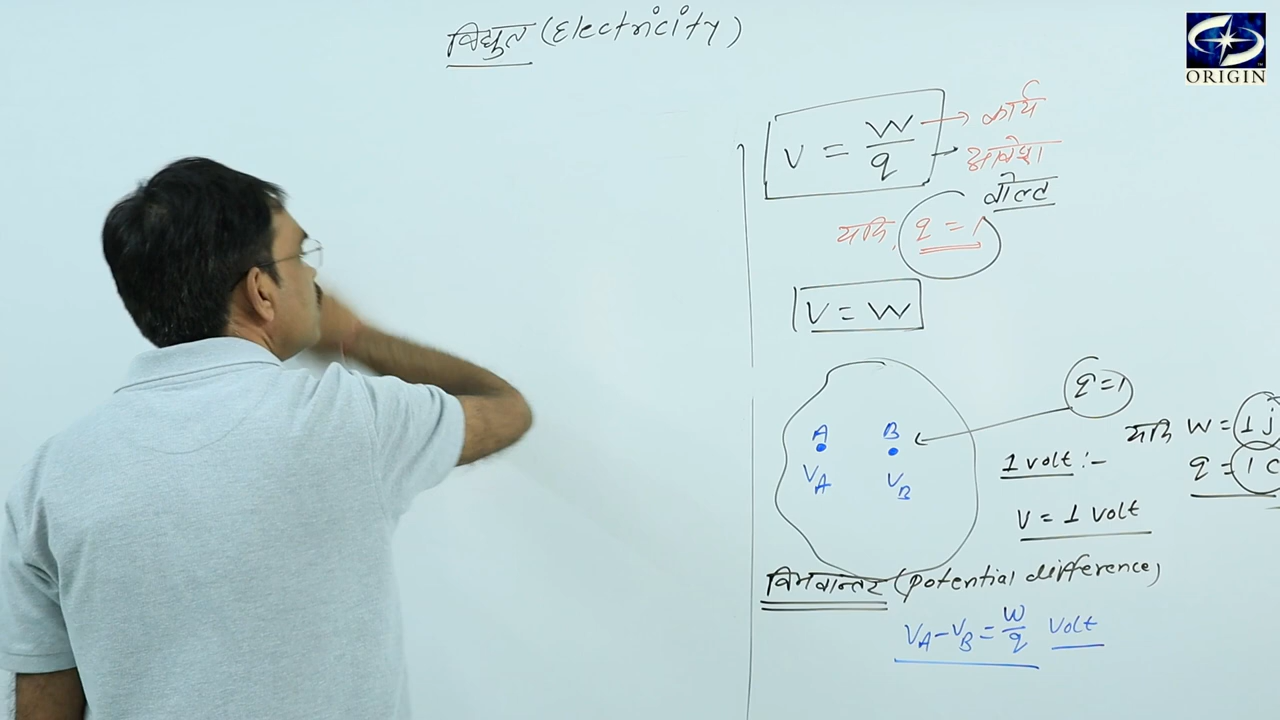 विद्युत (Electricity)
ORIGIN
V = W/q → कार्य
→ आवेश
वोल्ट
यदि, q = 1
V = W
q = 1
A B
V_A V_B
यदि W = 1 j
1 volt :- q = 1 c
V = 1 volt
विभवान्तर (potential difference)
V_A - V_B = W/q volt